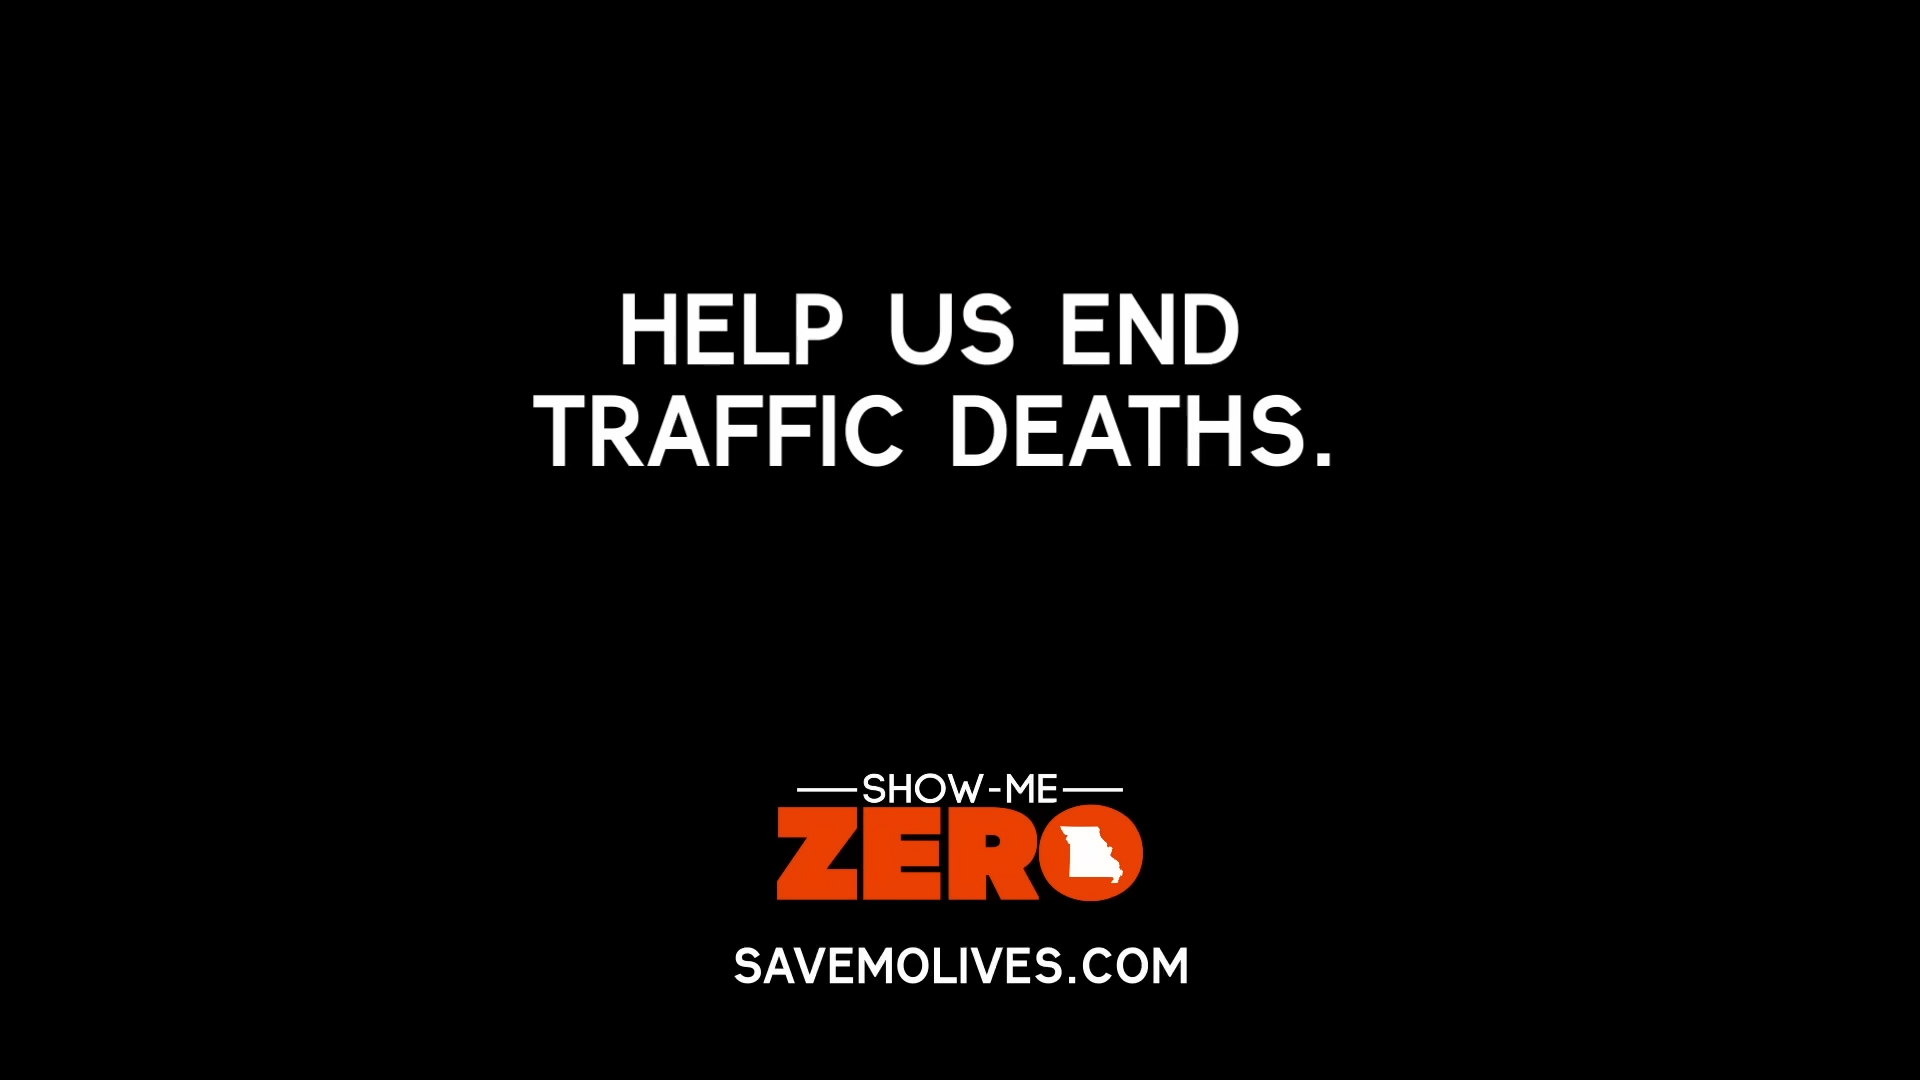 HELP US END
TRAFFIC DEATHS.
SHOW-ME
ZERO
SAVEMOLIVES.COM